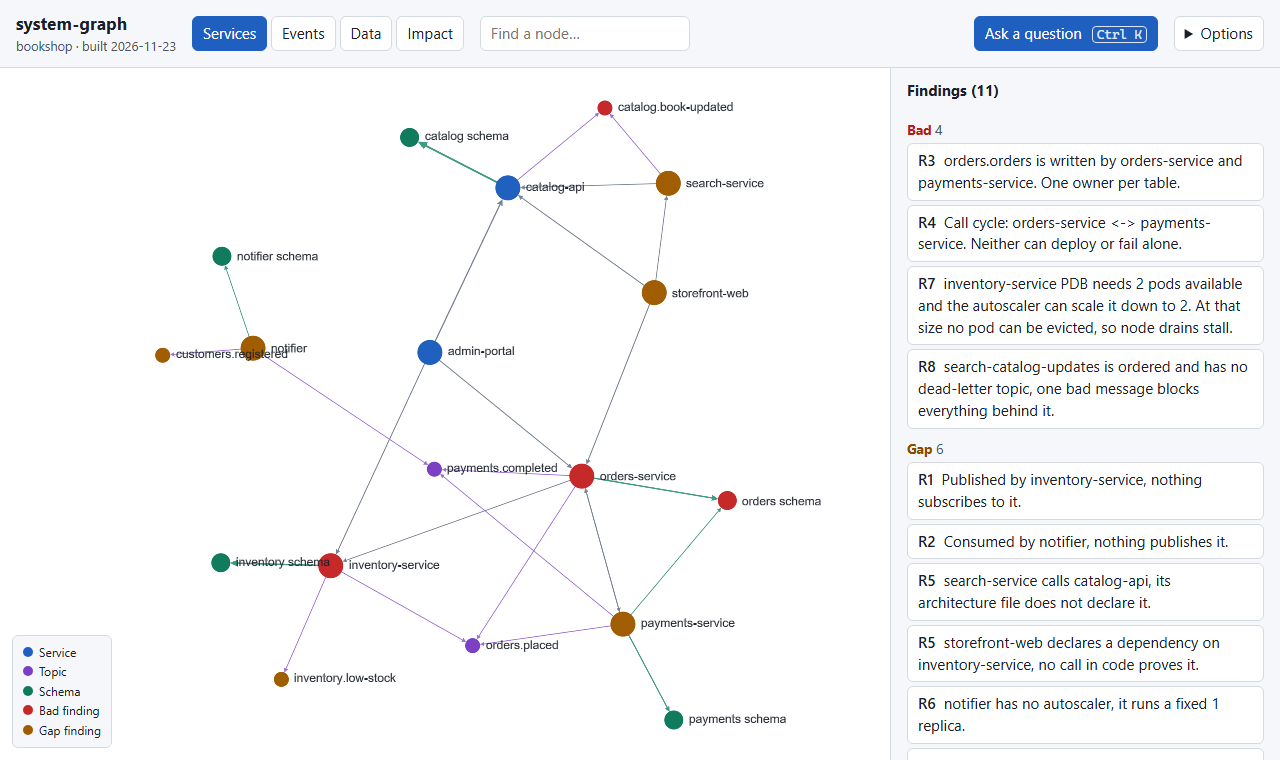 system-graph
bookshop · built 2026-11-23
Services
Events
Data
Impact
Find a node...
Ask a question Ctrl K
▶ Options
catalog.book-updated
catalog schema
catalog-api
search-service
notifier schema
storefront-web
notifier
customers.registered
admin-portal
payments.completed
orders-service
orders schema
inventory schema
inventory-service
payments-service
orders.placed
inventory.low-stock
payments schema
Service
Topic
Schema
Bad finding
Gap finding
Findings (11)
Bad 4
R3 orders.orders is written by orders-service and
payments-service. One owner per table.
R4 Call cycle: orders-service <-> payments-
service. Neither can deploy or fail alone.
R7 inventory-service PDB needs 2 pods available
and the autoscaler can scale it down to 2. At that
size no pod can be evicted, so node drains stall.
R8 search-catalog-updates is ordered and has no
dead-letter topic, one bad message blocks
everything behind it.
Gap 6
R1 Published by inventory-service, nothing
subscribes to it.
R2 Consumed by notifier, nothing publishes it.
R5 search-service calls catalog-api, its
architecture file does not declare it.
R5 storefront-web declares a dependency on
inventory-service, no call in code proves it.
R6 notifier has no autoscaler, it runs a fixed 1
replica.